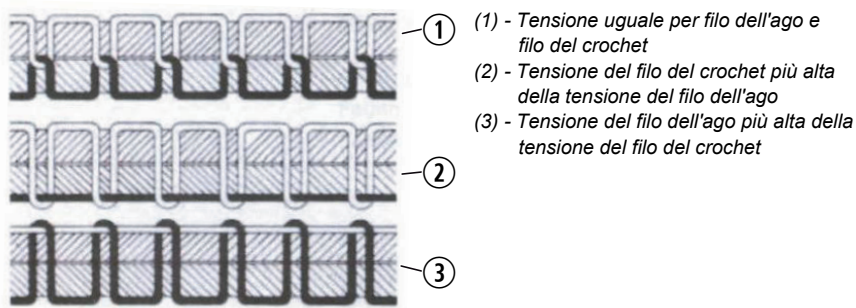 1
(1) - Tensione uguale per filo dell'ago e
filo del crochet
(2) - Tensione del filo del crochet più alta
della tensione del filo dell'ago
(3) - Tensione del filo dell'ago più alta della
tensione del filo del crochet
2
3